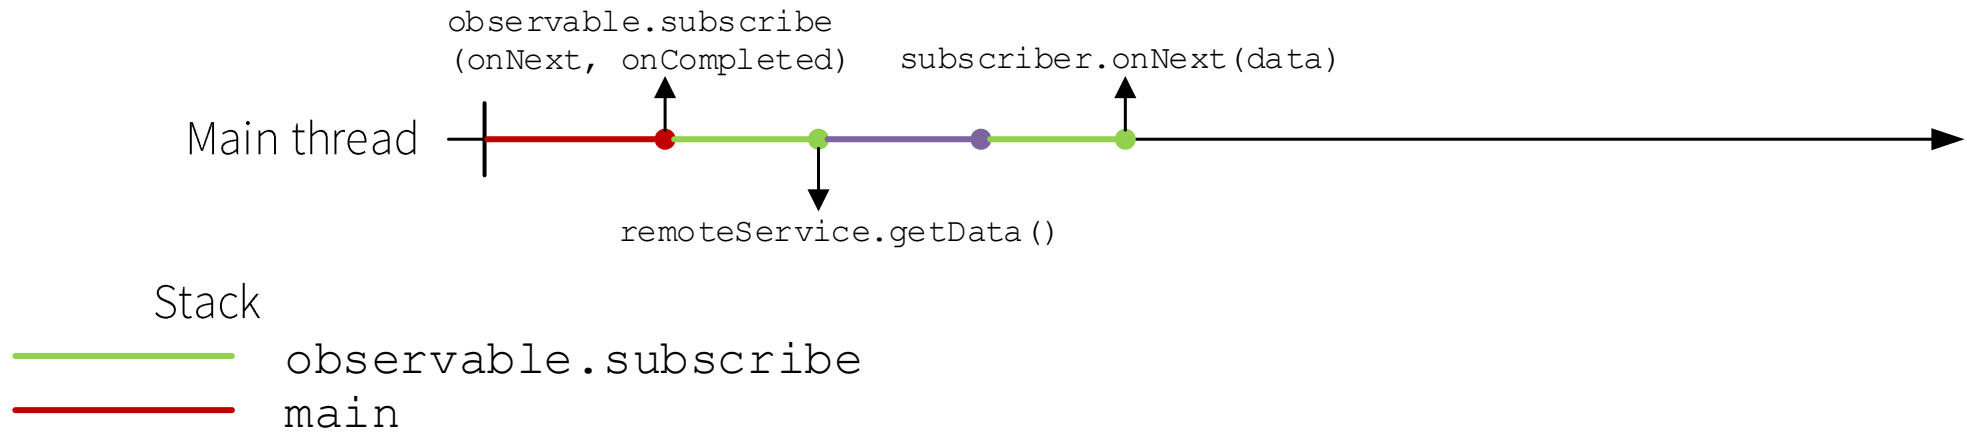 observable.subscribe
(onNext, onCompleted)
subscriber.onNext(data)
Main thread
remoteService.getData()
Stack
observable.subscribe
main